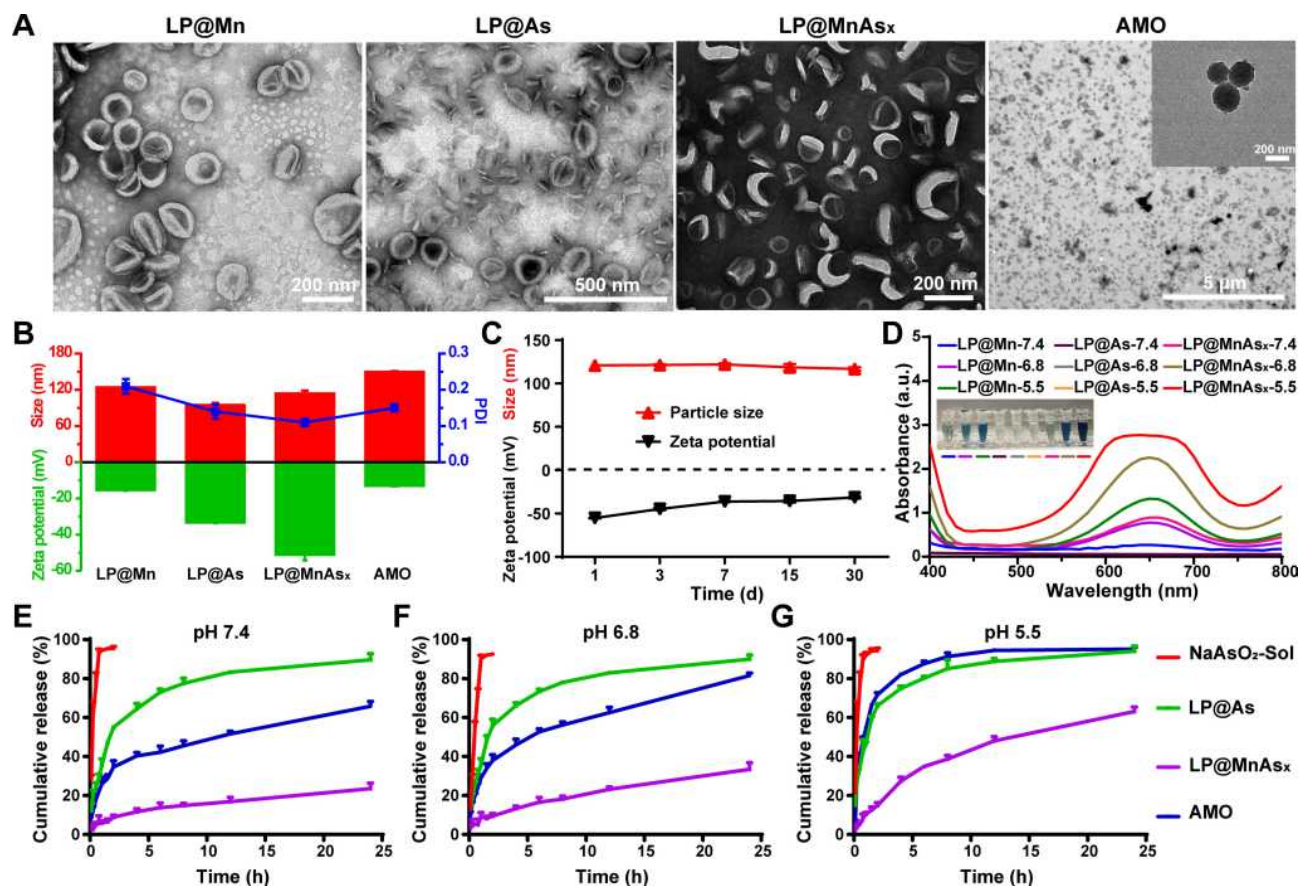 A
LP@Mn
LP@As
LP@MnAsₓ
AMO
200 nm
500 nm
200 nm
5 μm
200 nm
B
Size (nm)
180
120
60
0
Zeta potential (mV)
-20
-40
-60
PDI
0.3
0.2
0.1
0.0
LP@Mn
LP@As
LP@MnAsₓ
AMO
C
Size (nm)
Zeta potential (mV)
150
100
50
0
-50
-100
Particle size
Zeta potential
1
3
7
15
30
Time (d)
D
Absorbance (a.u.)
5
4
3
2
1
0
LP@Mn-7.4
LP@As-7.4
LP@MnAsₓ-7.4
LP@Mn-6.8
LP@As-6.8
LP@MnAsₓ-6.8
LP@Mn-5.5
LP@As-5.5
LP@MnAsₓ-5.5
400
500
600
700
800
Wavelength (nm)
E
pH 7.4
Cumulative release (%)
100
80
60
40
20
0
0
5
10
15
20
25
Time (h)
F
pH 6.8
Cumulative release (%)
100
80
60
40
20
0
0
5
10
15
20
25
Time (h)
G
pH 5.5
Cumulative release (%)
100
80
60
40
20
0
0
5
10
15
20
25
Time (h)
NaAsO₂-Sol
LP@As
LP@MnAsₓ
AMO